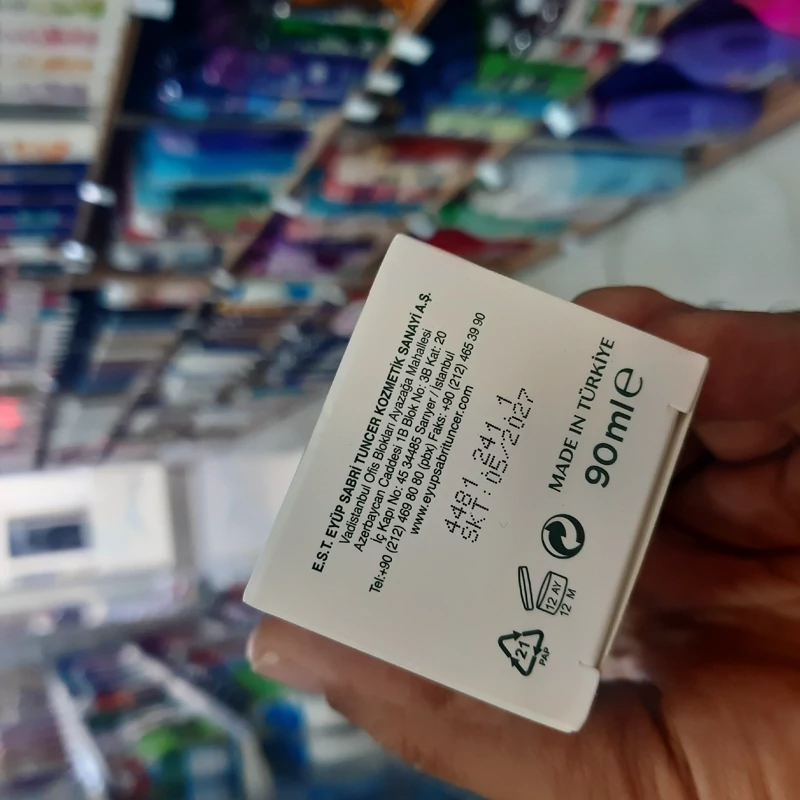 E.S.T. EYÜP SABRİ TUNCER KOZMETİK SANAYİ A.Ş.
Vadistanbul Ofis Blokları Ayazağa Mahallesi
Azerbaycan Caddesi 1B Blok No: 3B Kat: 20
İç Kapı No: 45 34485 Sarıyer / İstanbul
Tel:+90 (212) 469 80 80 (pbx) Faks: +90 (212) 465 39 90
www.eyupsabrituncer.com
4481 241 1
SKT: 05/2027
MADE IN TÜRKİYE
90 ml e
12 AY
12 M
21
PAP